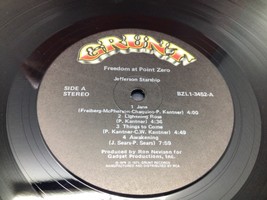 GRUNT
Freedom at Point Zero
Jefferson Starship
SIDE A
STEREO
BZL1-3452-A
1 Jane
(Freiberg-McPherson-Chaquico-P. Kantner) 4:00
2 Lightning Rose
(P. Kantner) 4:36
3 Things to Come
(P. Kantner-C.W. Kantner) 4:49
4 Awakening
(J. Sears-P. Sears) 7:59
Produced by Ron Nevison for
Gadget Productions, Inc.